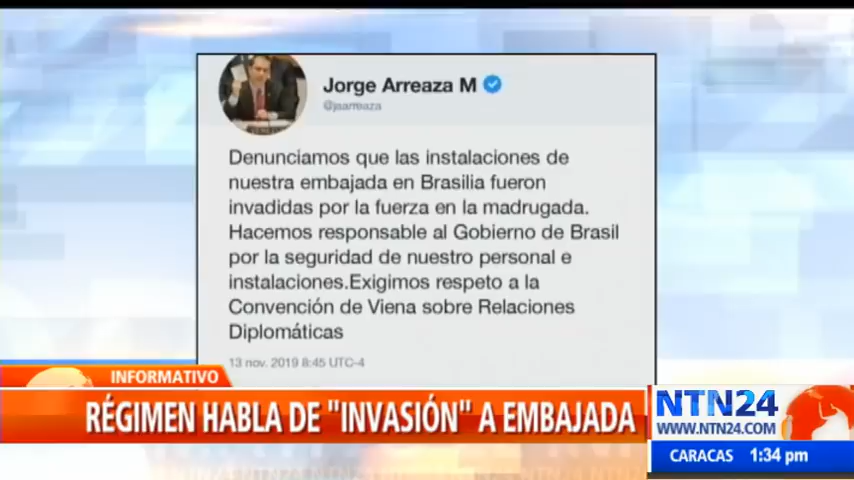 Jorge Arreaza M
@jaarreaza
Denunciamos que las instalaciones de
nuestra embajada en Brasilia fueron
invadidas por la fuerza en la madrugada.
Hacemos responsable al Gobierno de Brasil
por la seguridad de nuestro personal e
instalaciones.Exigimos respeto a la
Convención de Viena sobre Relaciones
Diplomáticas
13 nov. 2019 8:45 UTC-4
INFORMATIVO
RÉGIMEN HABLA DE "INVASIÓN" A EMBAJADA
NTN24
WWW.NTN24.COM
CARACAS 1:34 pm